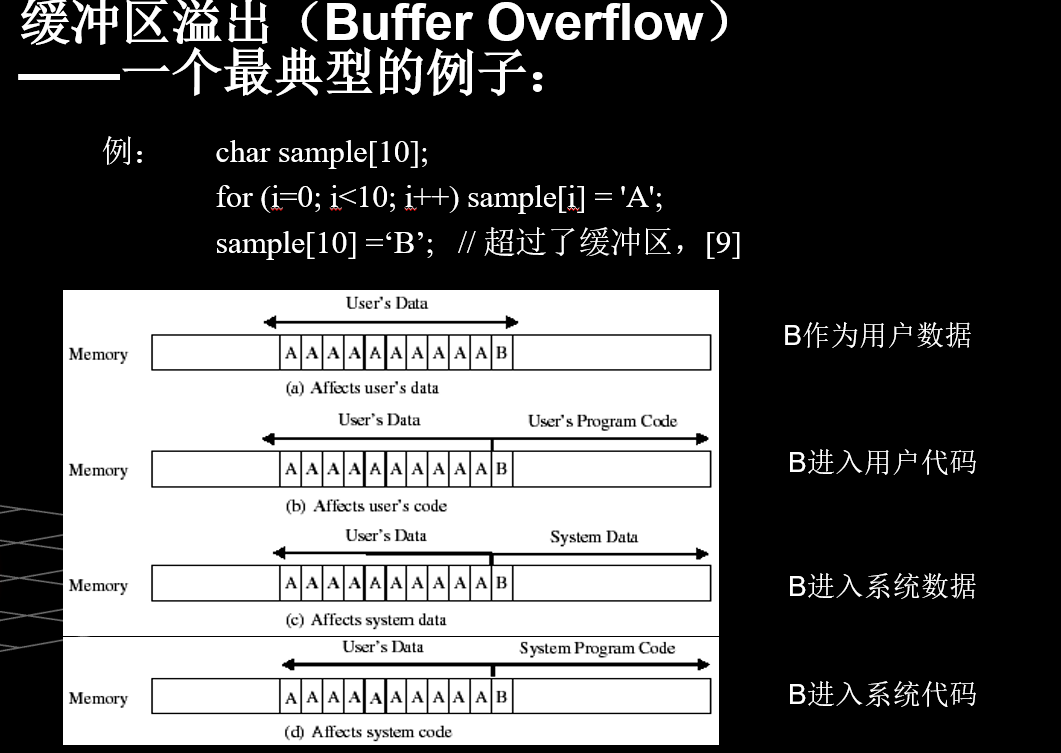 缓冲区溢出（Buffer Overflow）
——一个最典型的例子：
例： char sample[10];
for (i=0; i<10; i++) sample[i] = 'A';
sample[10] =‘B’; // 超过了缓冲区，[9]
User's Data
Memory A A A A A A A A A A B
(a) Affects user's data
B作为用户数据
User's Data User's Program Code
Memory A A A A A A A A A A B
(b) Affects user's code
B进入用户代码
User's Data System Data
Memory A A A A A A A A A A B
(c) Affects system data
B进入系统数据
User's Data System Program Code
Memory A A A A A A A A A A B
(d) Affects system code
B进入系统代码